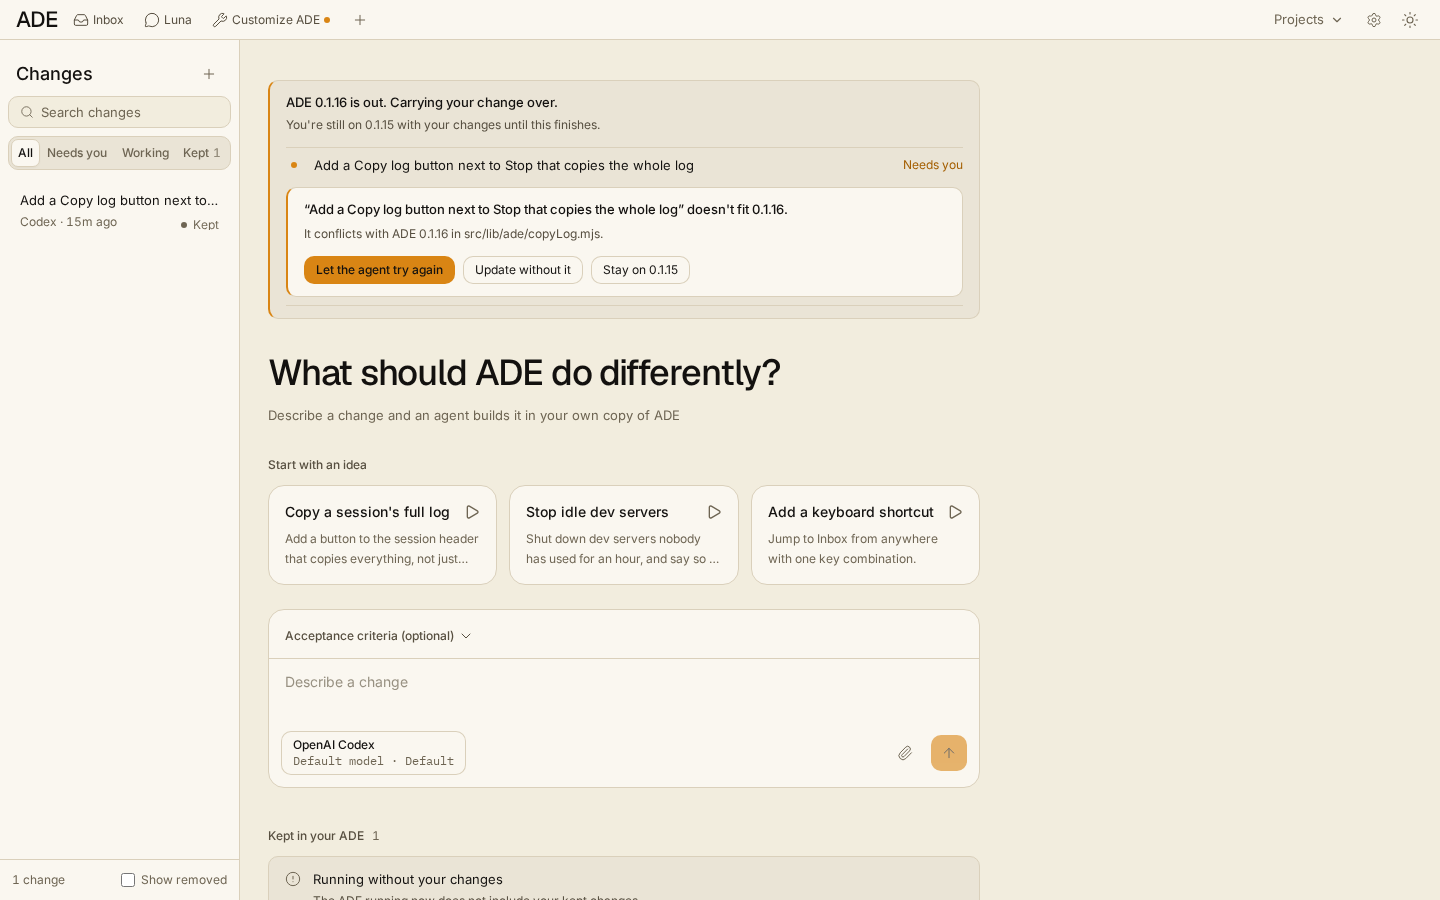 ADE
Inbox
Luna
Customize ADE
Projects
Changes
Search changes
All
Needs you
Working
Kept 1
Add a Copy log button next to...
Codex · 15m ago
Kept
1 change
Show removed
ADE 0.1.16 is out. Carrying your change over.
You're still on 0.1.15 with your changes until this finishes.
Add a Copy log button next to Stop that copies the whole log
Needs you
“Add a Copy log button next to Stop that copies the whole log” doesn't fit 0.1.16.
It conflicts with ADE 0.1.16 in src/lib/ade/copyLog.mjs.
Let the agent try again
Update without it
Stay on 0.1.15
What should ADE do differently?
Describe a change and an agent builds it in your own copy of ADE
Start with an idea
Copy a session's full log
Add a button to the session header
that copies everything, not just...
Stop idle dev servers
Shut down dev servers nobody
has used for an hour, and say so ...
Add a keyboard shortcut
Jump to Inbox from anywhere
with one key combination.
Acceptance criteria (optional)
Describe a change
OpenAI Codex
Default model · Default
Kept in your ADE 1
Running without your changes
The ADE running now does not include your kept changes.